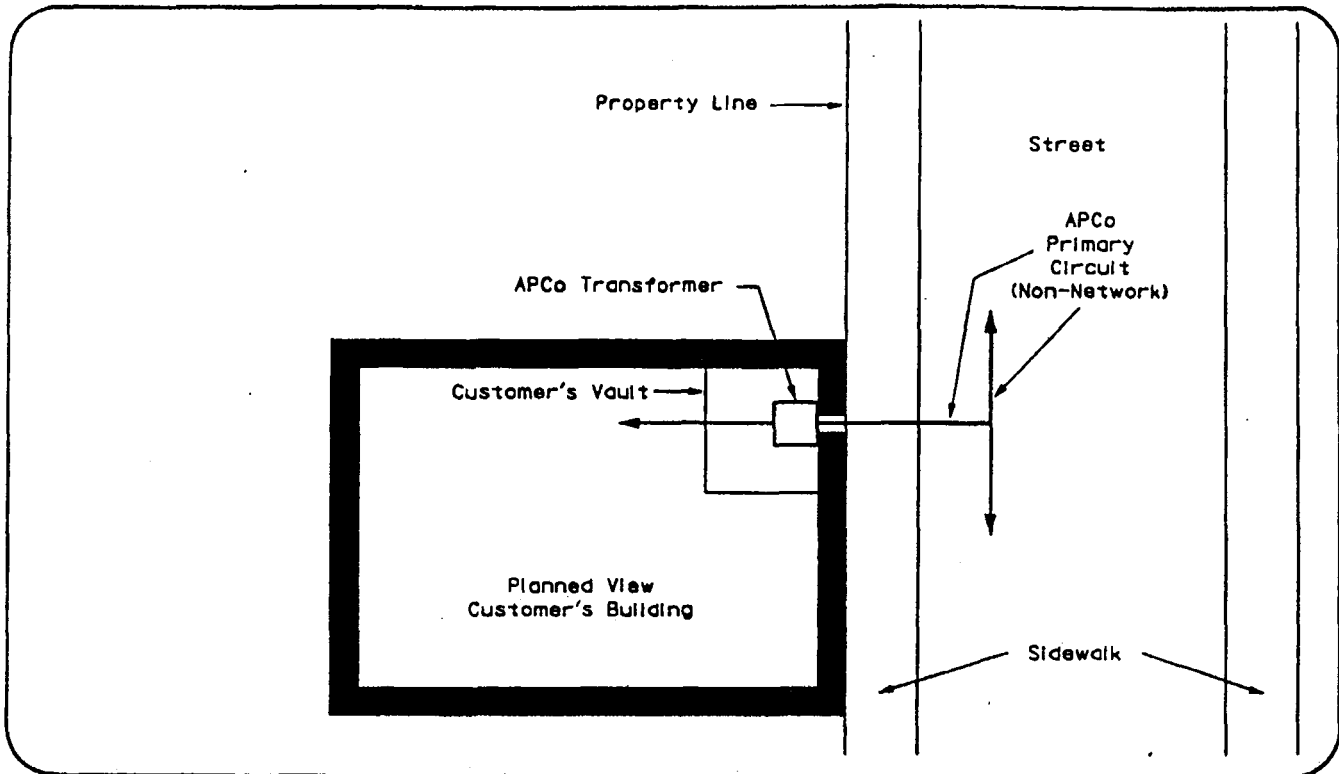 Property Line
Street
APCo
Primary
Circuit
(Non-Network)
APCo Transformer
Customer's Vault
Planned View
Customer's Building
Sidewalk